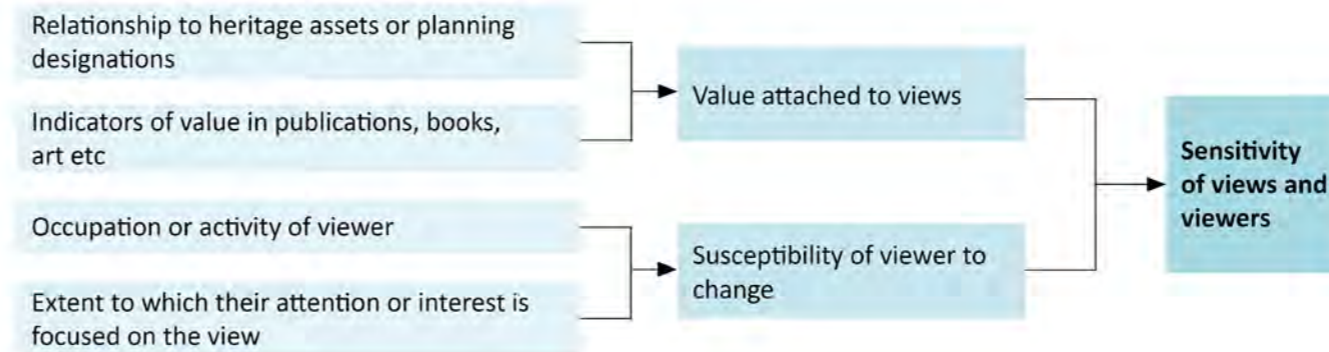 Relationship to heritage assets or planning
designations
Indicators of value in publications, books,
art etc
Value attached to views
Occupation or activity of viewer
Extent to which their attention or interest is
focused on the view
Susceptibility of viewer to
change
Sensitivity
of views and
viewers